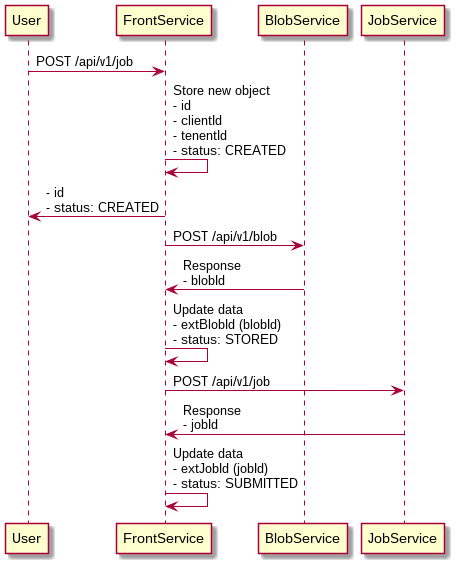 User FrontService BlobService JobService
POST /api/v1/job
Store new object
- id
- clientId
- tenentId
- status: CREATED
- id
- status: CREATED
POST /api/v1/blob
Response
- blobId
Update data
- extBlobId (blobId)
- status: STORED
POST /api/v1/job
Response
- jobId
Update data
- extJobId (jobId)
- status: SUBMITTED
User FrontService BlobService JobService